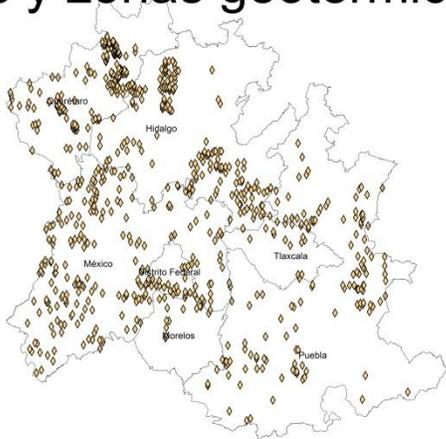 y zonas geotérmic
Querétaro
Hidalgo
México
Distrito Federal
Tlaxcala
Morelos
Puebla